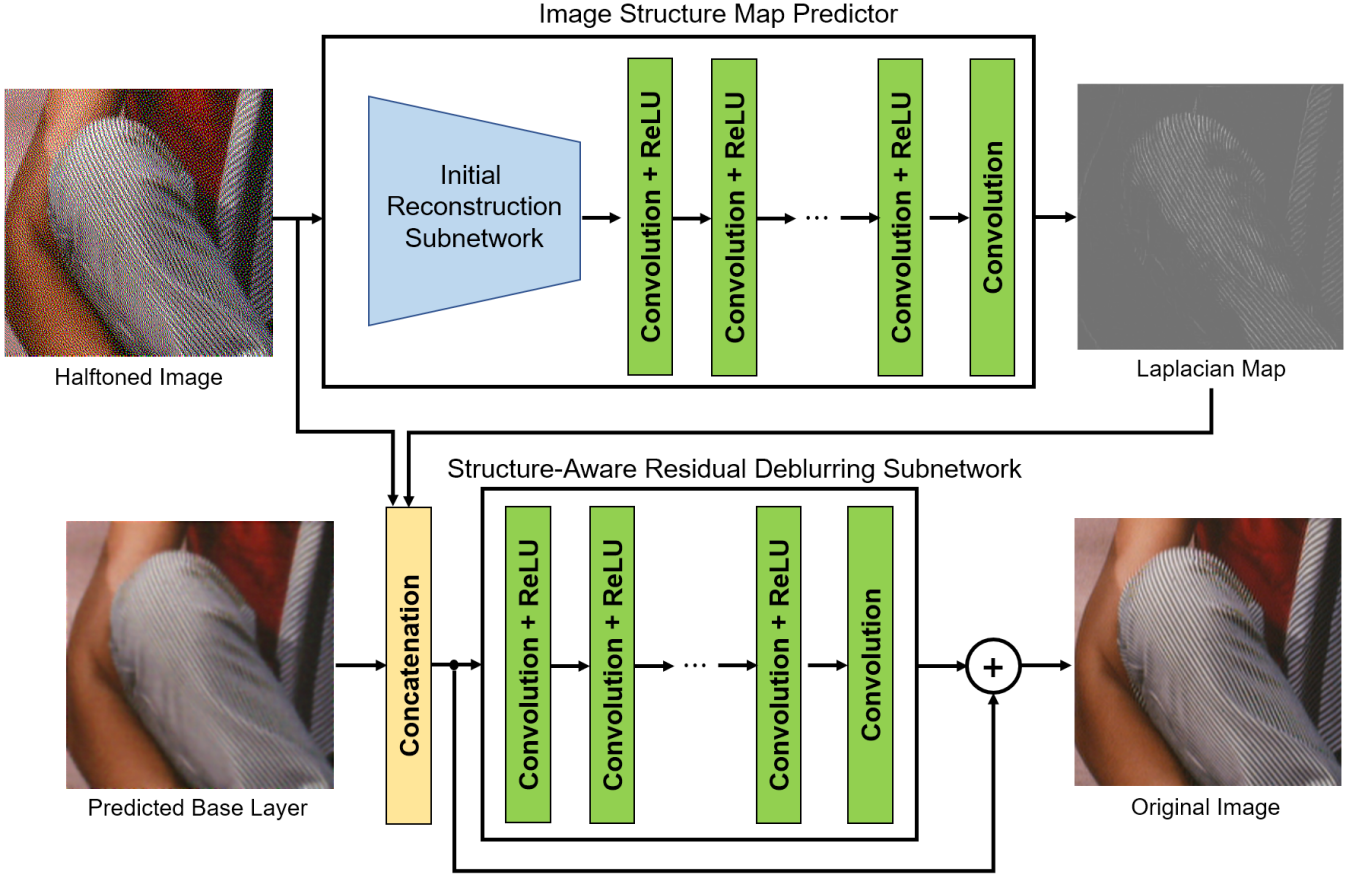 Image Structure Map Predictor
Initial
Reconstruction
Subnetwork
Convolution + ReLU
Convolution + ReLU
...
Convolution + ReLU
Convolution
Halftoned Image
Laplacian Map
Structure-Aware Residual Deblurring Subnetwork
Concatenation
Convolution + ReLU
Convolution + ReLU
...
Convolution + ReLU
Convolution
+
Predicted Base Layer
Original Image